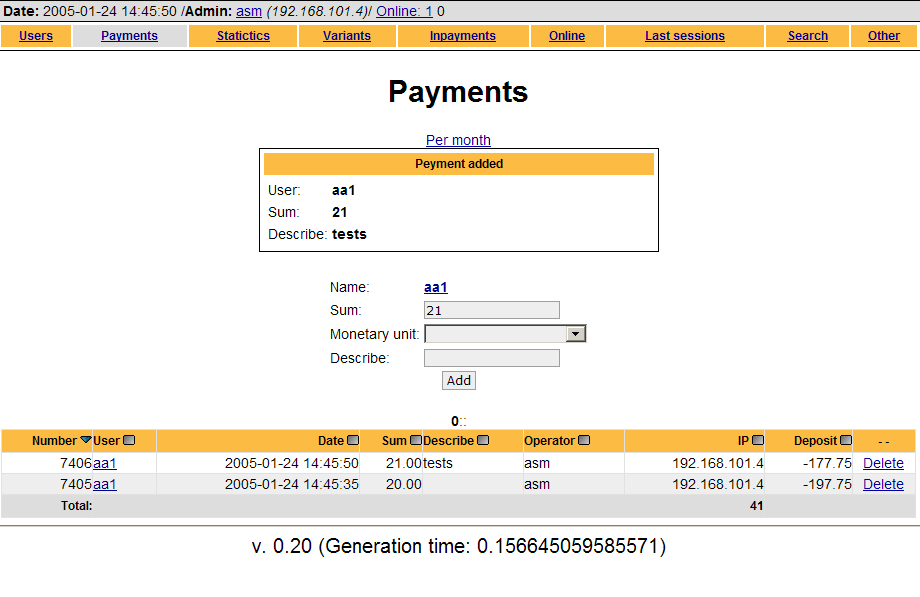 Date: 2005-01-24 14:45:50 /Admin: asm (192.168.101.4)/ Online: 1 0
Users Payments Statictics Variants Inpayments Online Last sessions Search Other
Payments
Per month
Peyment added
User: aa1
Sum: 21
Describe: tests
Name: aa1
Sum: 21
Monetary unit:
Describe:
Add
0::
Number User Date Sum Describe Operator IP Deposit - -
7406 aa1 2005-01-24 14:45:50 21.00 tests asm 192.168.101.4 -177.75 Delete
7405 aa1 2005-01-24 14:45:35 20.00 asm 192.168.101.4 -197.75 Delete
Total: 41
v. 0.20 (Generation time: 0.156645059585571)